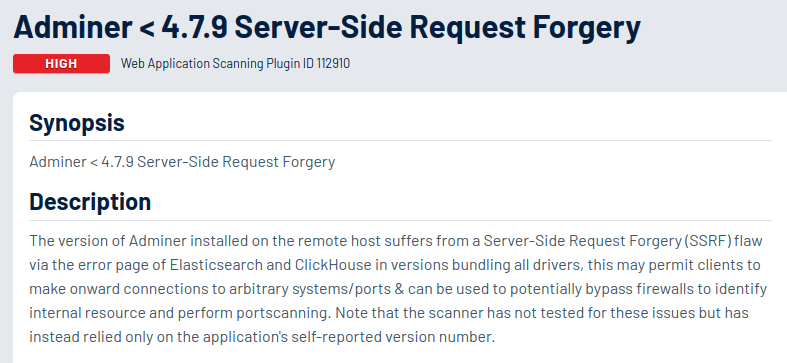 Adminer < 4.7.9 Server-Side Request Forgery
HIGH Web Application Scanning Plugin ID 112910
Synopsis
Adminer < 4.7.9 Server-Side Request Forgery
Description
The version of Adminer installed on the remote host suffers from a Server-Side Request Forgery (SSRF) flaw
via the error page of Elasticsearch and ClickHouse in versions bundling all drivers, this may permit clients to
make onward connections to arbitrary systems/ports & can be used to potentially bypass firewalls to identify
internal resource and perform portscanning. Note that the scanner has not tested for these issues but has
instead relied only on the application's self-reported version number.